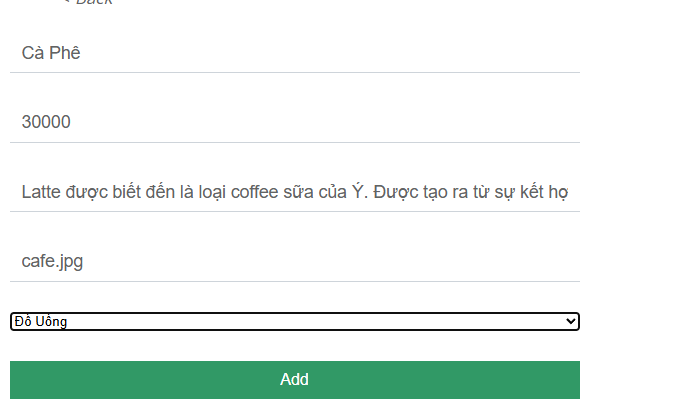 < Back
Cà Phê
30000
Latte được biết đến là loại coffee sữa của Ý. Được tạo ra từ sự kết hợ
cafe.jpg
Đồ Uống
Add